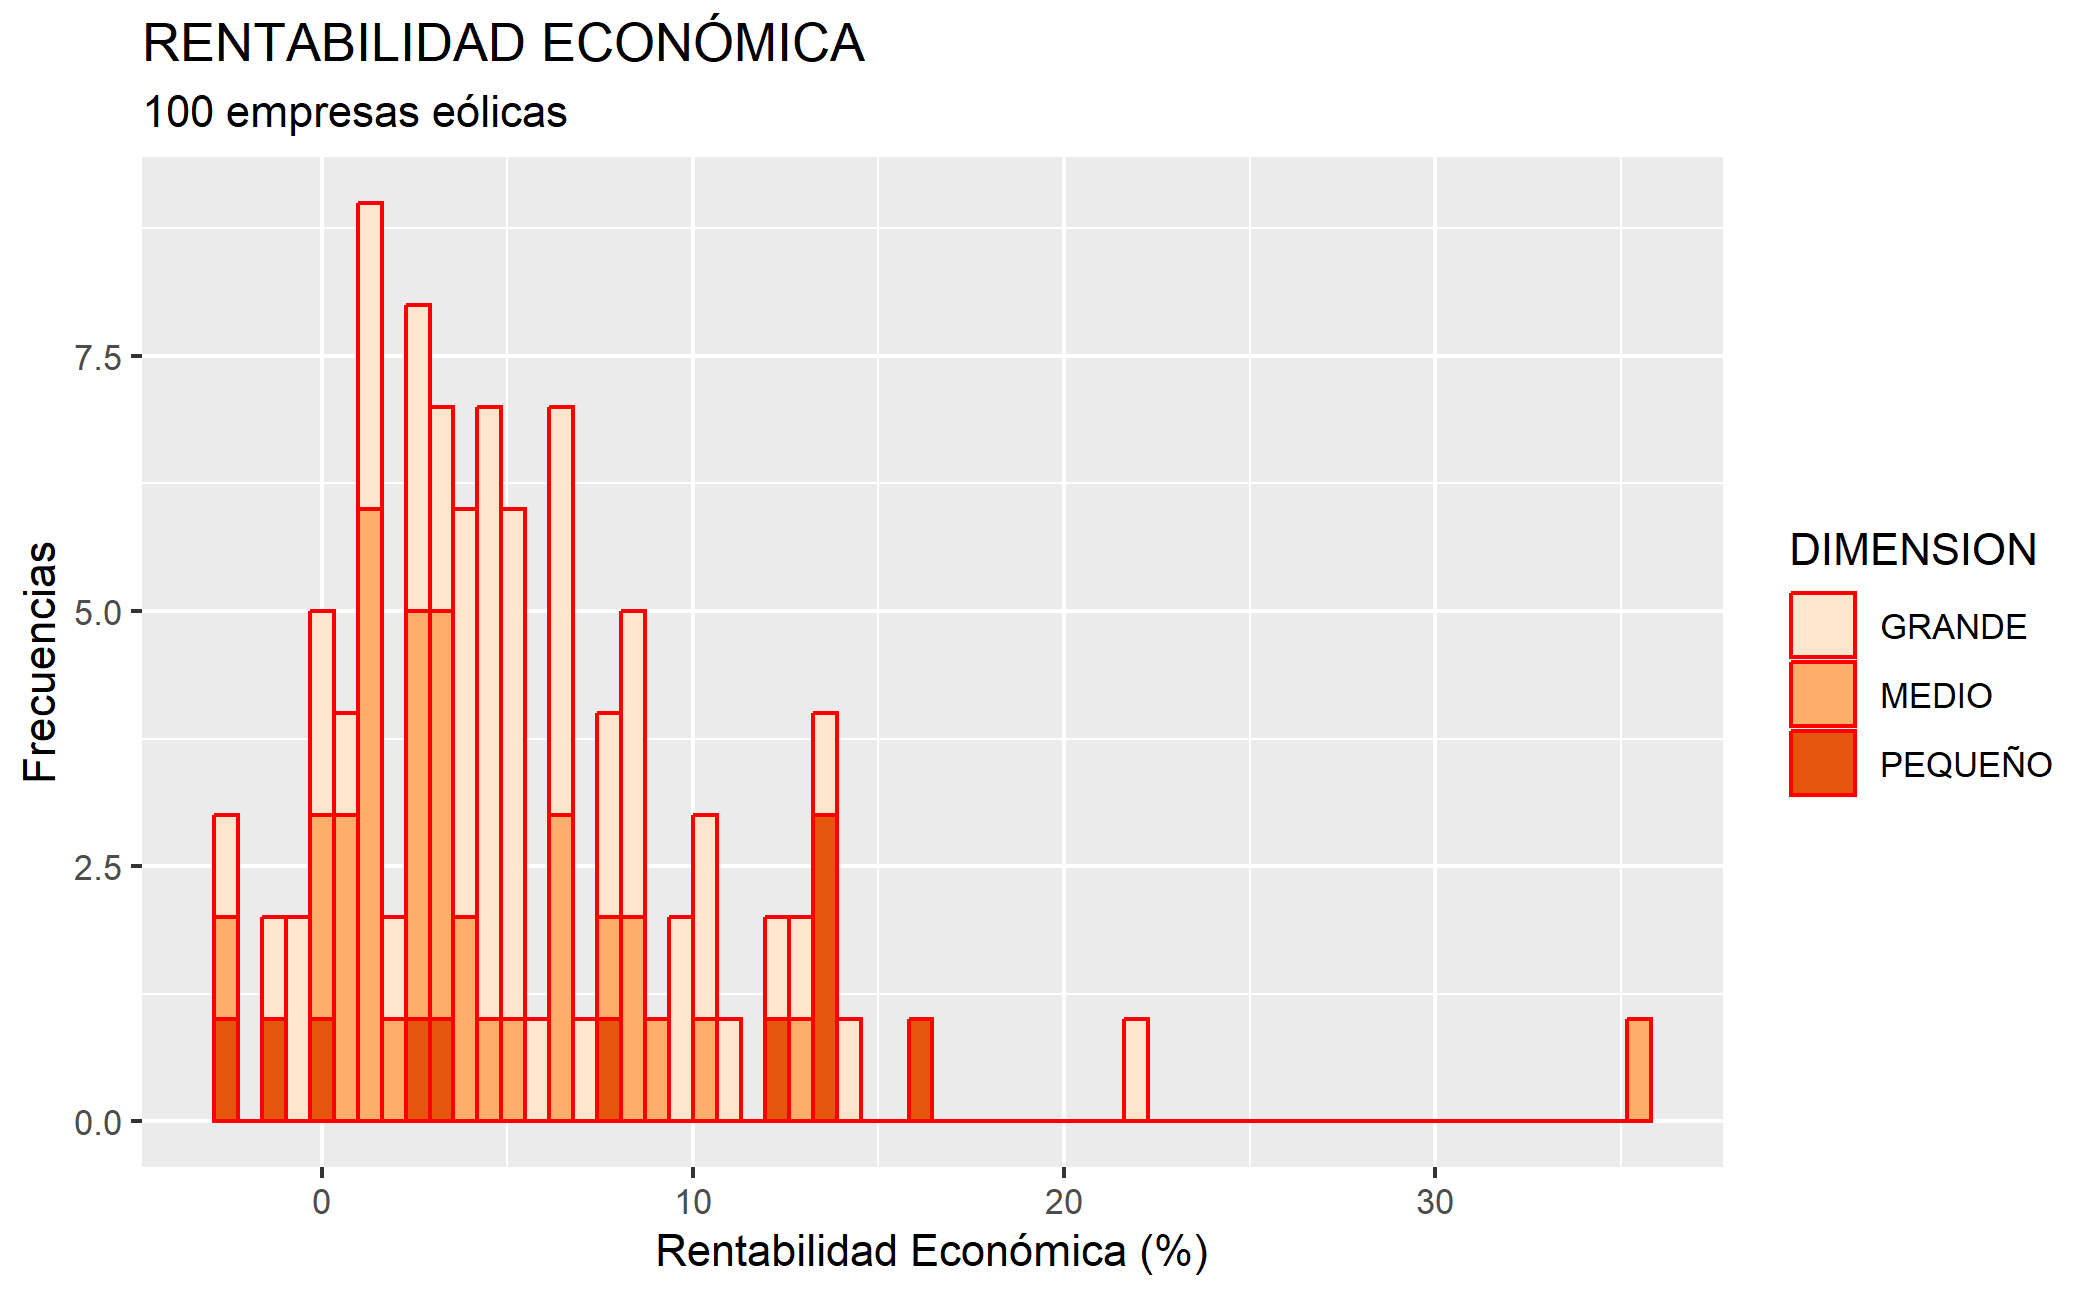 RENTABILIDAD ECONÓMICA
100 empresas eólicas
Frecuencias
7.5
5.0
2.5
0.0
0
10
20
30
Rentabilidad Económica (%)
DIMENSION
GRANDE
MEDIO
PEQUEÑO